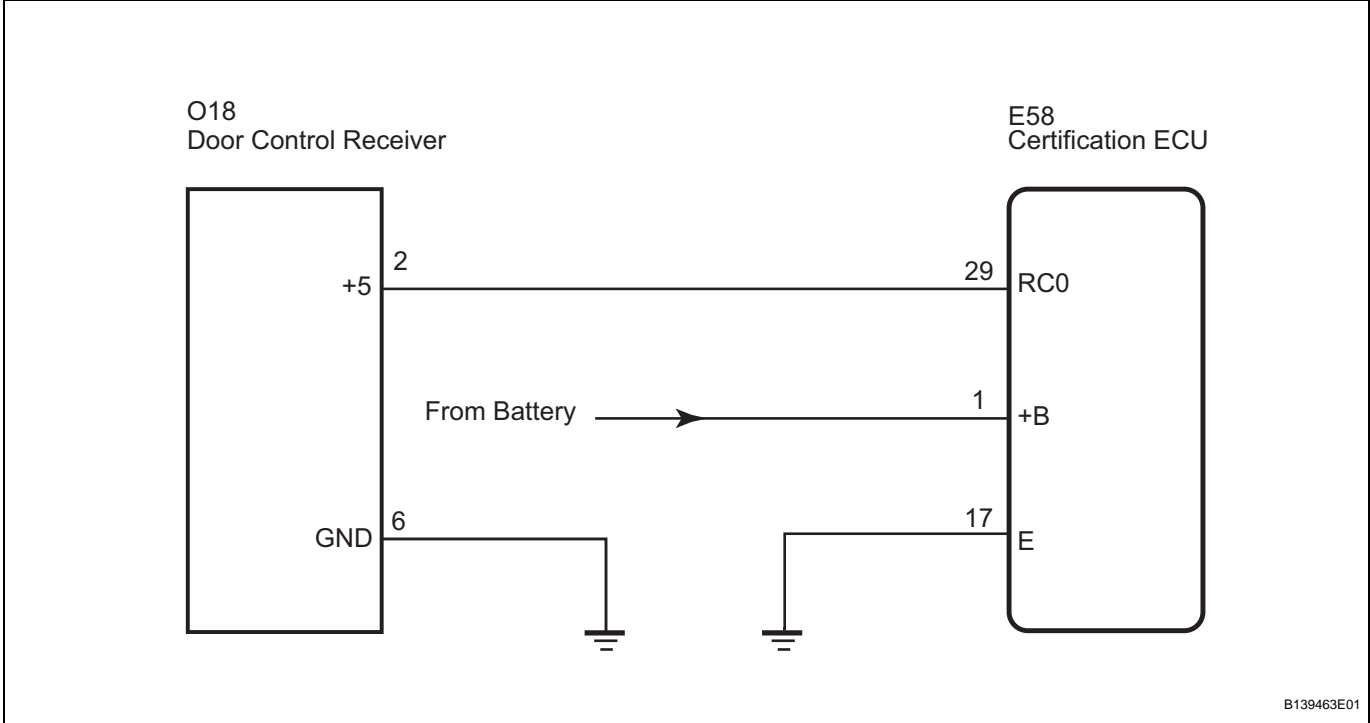 O18
Door Control Receiver
E58
Certification ECU
+5
2
29
RC0
From Battery
1
+B
GND
6
17
E
B139463E01